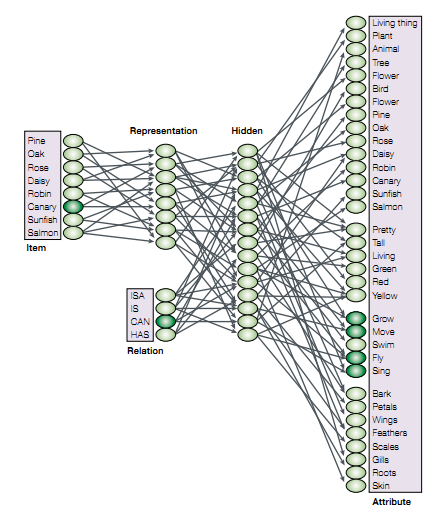 Representation
Hidden
Pine
Oak
Rose
Daisy
Robin
Canary
Sunfish
Salmon
Item
ISA
IS
CAN
HAS
Relation
Living thing
Plant
Animal
Tree
Flower
Bird
Flower
Pine
Oak
Rose
Daisy
Robin
Canary
Sunfish
Salmon
Pretty
Tall
Living
Green
Red
Yellow
Grow
Move
Swim
Fly
Sing
Bark
Petals
Wings
Feathers
Scales
Gills
Roots
Skin
Attribute